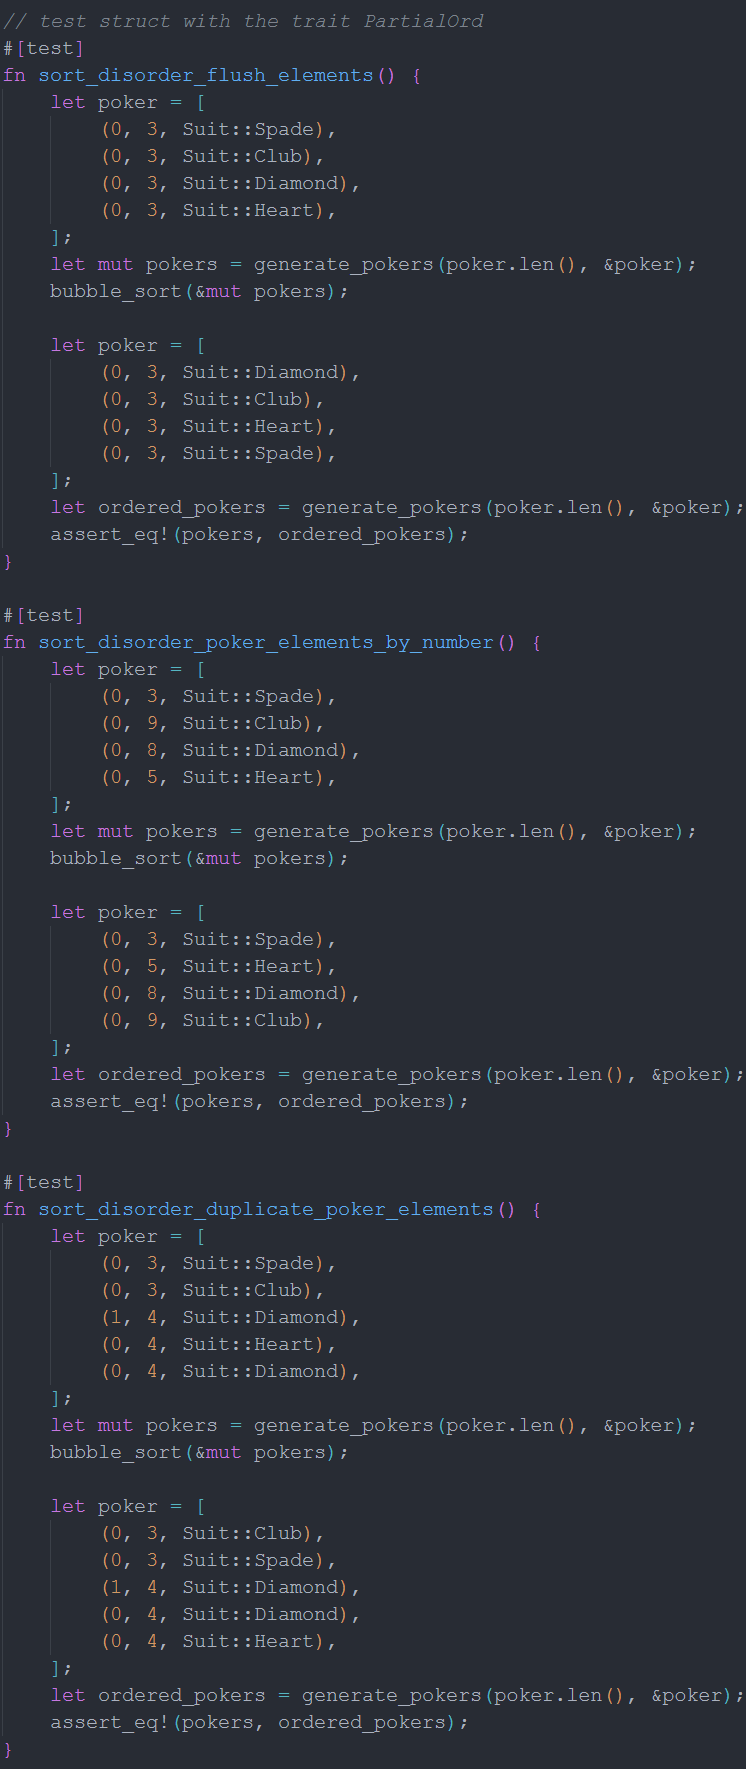 // test struct with the trait PartialOrd
#[test]
fn sort_disorder_flush_elements() {
    let poker = [
        (0, 3, Suit::Spade),
        (0, 3, Suit::Club),
        (0, 3, Suit::Diamond),
        (0, 3, Suit::Heart),
    ];
    let mut pokers = generate_pokers(poker.len(), &poker);
    bubble_sort(&mut pokers);

    let poker = [
        (0, 3, Suit::Diamond),
        (0, 3, Suit::Club),
        (0, 3, Suit::Heart),
        (0, 3, Suit::Spade),
    ];
    let ordered_pokers = generate_pokers(poker.len(), &poker);
    assert_eq!(pokers, ordered_pokers);
}

#[test]
fn sort_disorder_poker_elements_by_number() {
    let poker = [
        (0, 3, Suit::Spade),
        (0, 9, Suit::Club),
        (0, 8, Suit::Diamond),
        (0, 5, Suit::Heart),
    ];
    let mut pokers = generate_pokers(poker.len(), &poker);
    bubble_sort(&mut pokers);

    let poker = [
        (0, 3, Suit::Spade),
        (0, 5, Suit::Heart),
        (0, 8, Suit::Diamond),
        (0, 9, Suit::Club),
    ];
    let ordered_pokers = generate_pokers(poker.len(), &poker);
    assert_eq!(pokers, ordered_pokers);
}

#[test]
fn sort_disorder_duplicate_poker_elements() {
    let poker = [
        (0, 3, Suit::Spade),
        (0, 3, Suit::Club),
        (1, 4, Suit::Diamond),
        (0, 4, Suit::Heart),
        (0, 4, Suit::Diamond),
    ];
    let mut pokers = generate_pokers(poker.len(), &poker);
    bubble_sort(&mut pokers);

    let poker = [
        (0, 3, Suit::Club),
        (0, 3, Suit::Spade),
        (1, 4, Suit::Diamond),
        (0, 4, Suit::Diamond),
        (0, 4, Suit::Heart),
    ];
    let ordered_pokers = generate_pokers(poker.len(), &poker);
    assert_eq!(pokers, ordered_pokers);
}